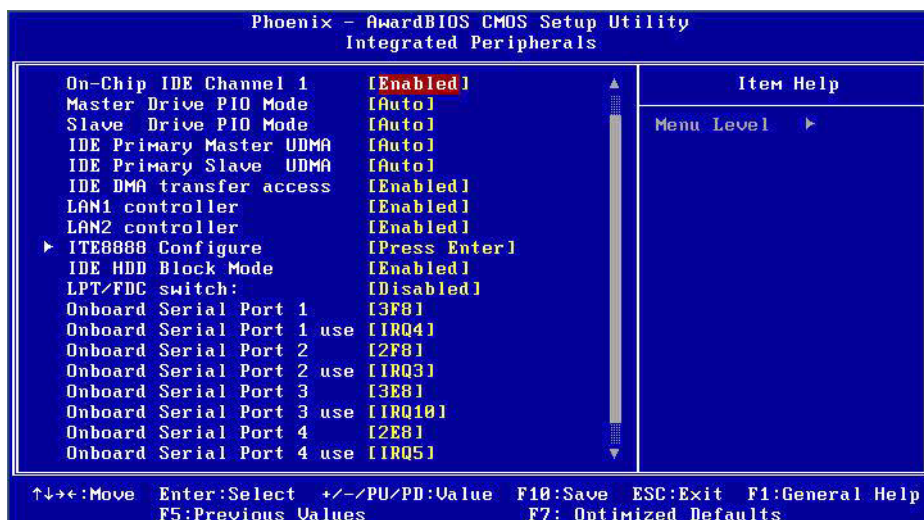 Phoenix - AwardBIOS CMOS Setup Utility
Integrated Peripherals
On-Chip IDE Channel 1 [Enabled]
Master Drive PIO Mode [Auto]
Slave Drive PIO Mode [Auto]
IDE Primary Master UDMA [Auto]
IDE Primary Slave UDMA [Auto]
IDE DMA transfer access [Enabled]
LAN1 controller [Enabled]
LAN2 controller [Enabled]
ITE8888 Configure [Press Enter]
IDE HDD Block Mode [Enabled]
LPT/FDC switch: [Disabled]
Onboard Serial Port 1 [3F8]
Onboard Serial Port 1 use [IRQ4]
Onboard Serial Port 2 [2F8]
Onboard Serial Port 2 use [IRQ3]
Onboard Serial Port 3 [3E8]
Onboard Serial Port 3 use [IRQ10]
Onboard Serial Port 4 [2E8]
Onboard Serial Port 4 use [IRQ5]
Item Help
Menu Level
↑↓→←:Move Enter:Select +/-/PU/PD:Value F10:Save ESC:Exit F1:General Help
F5:Previous Values F7: Optimized Defaults